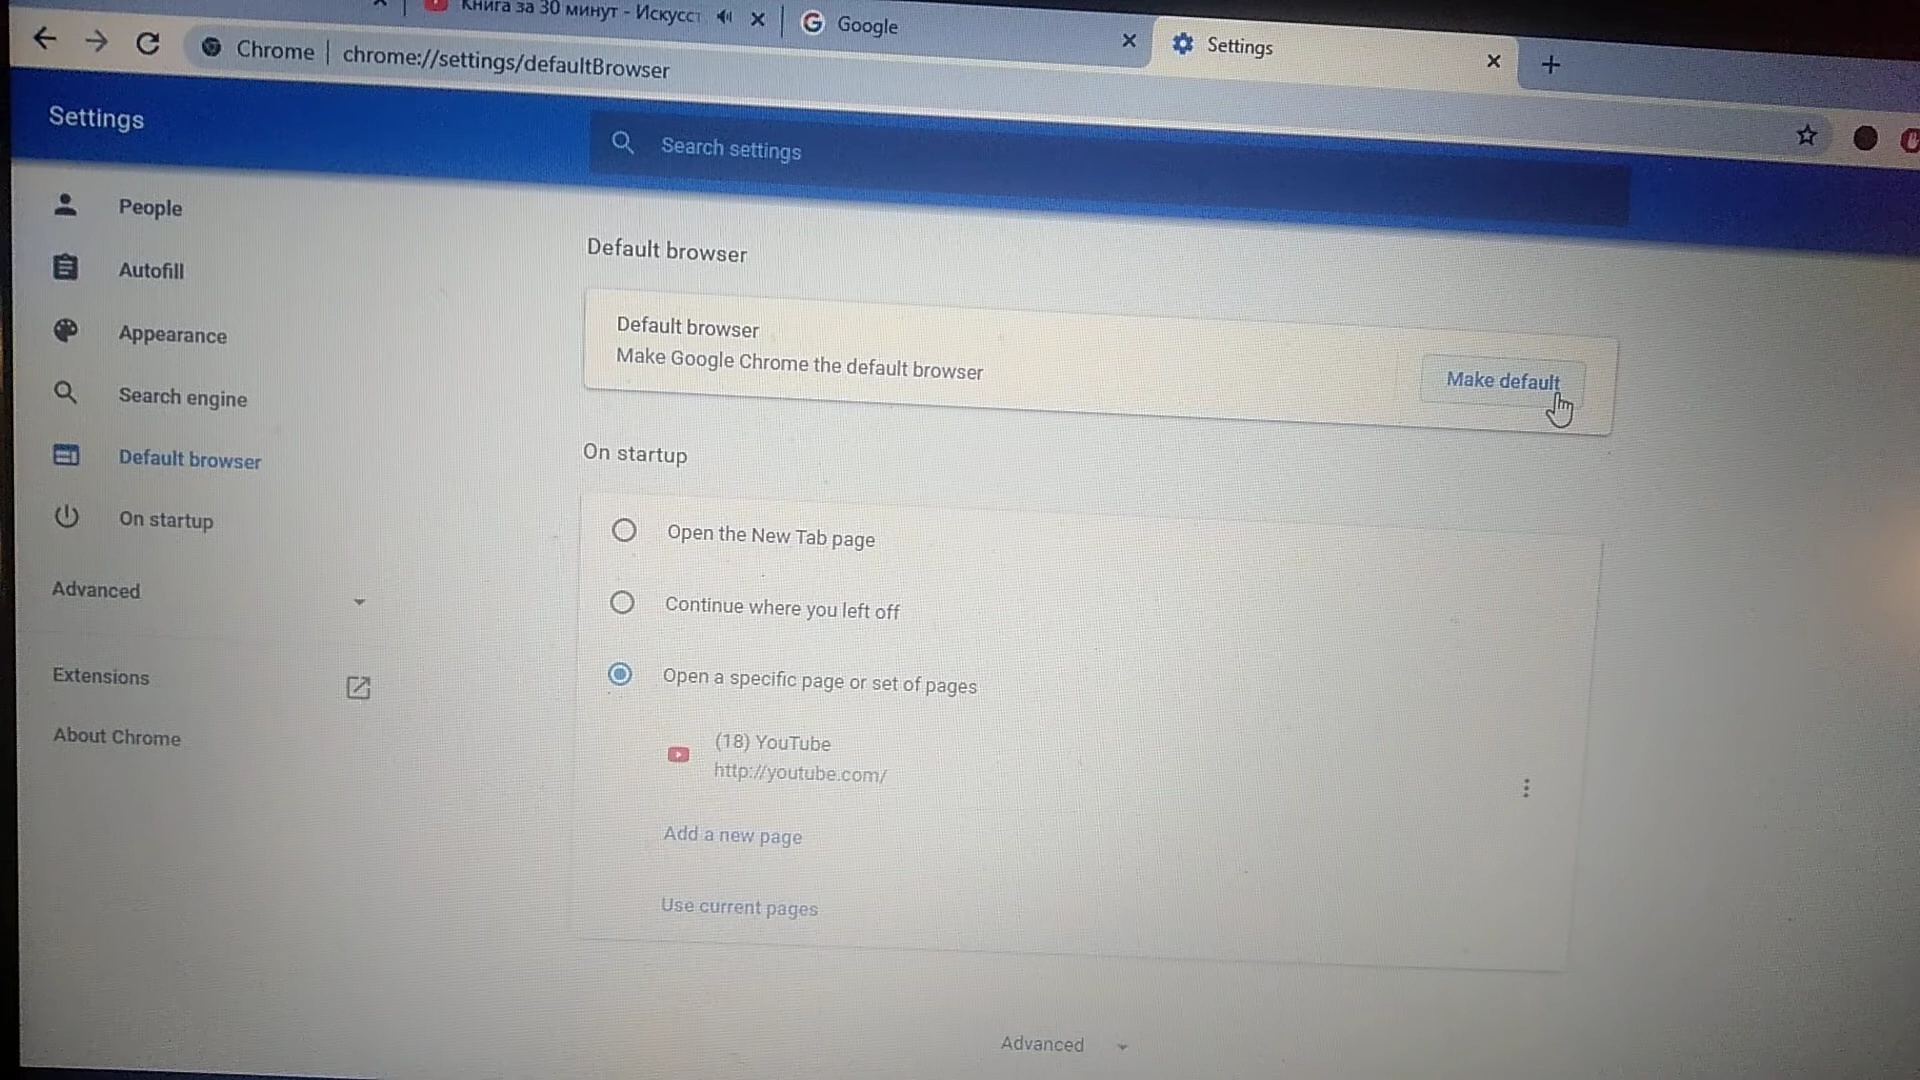 Книга за 30 минут - Искусст
Google
Settings
Chrome | chrome://settings/defaultBrowser
Settings
Search settings
People
Autofill
Appearance
Search engine
Default browser
On startup
Advanced
Extensions
About Chrome
Default browser
Default browser
Make Google Chrome the default browser
Make default
On startup
Open the New Tab page
Continue where you left off
Open a specific page or set of pages
(18) YouTube
http://youtube.com/
Add a new page
Use current pages
Advanced